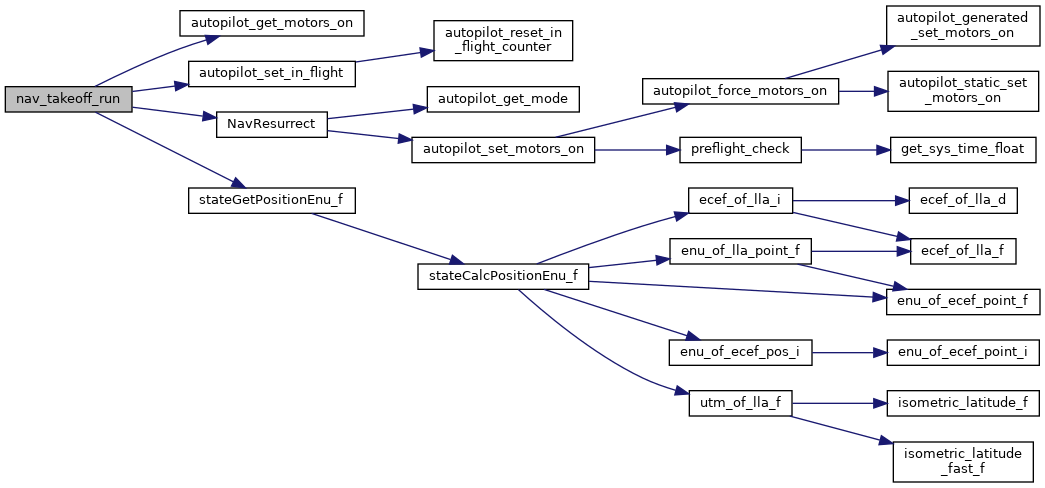 nav_takeoff_run
autopilot_get_motors_on
autopilot_set_in_flight
autopilot_reset_in
_flight_counter
NavResurrect
autopilot_get_mode
autopilot_set_motors_on
autopilot_force_motors_on
autopilot_generated
_set_motors_on
autopilot_static_set
_motors_on
preflight_check
get_sys_time_float
stateGetPositionEnu_f
stateCalcPositionEnu_f
ecef_of_lla_i
ecef_of_lla_d
ecef_of_lla_f
enu_of_lla_point_f
enu_of_ecef_point_f
enu_of_ecef_pos_i
enu_of_ecef_point_i
utm_of_lla_f
isometric_latitude_f
isometric_latitude
_fast_f